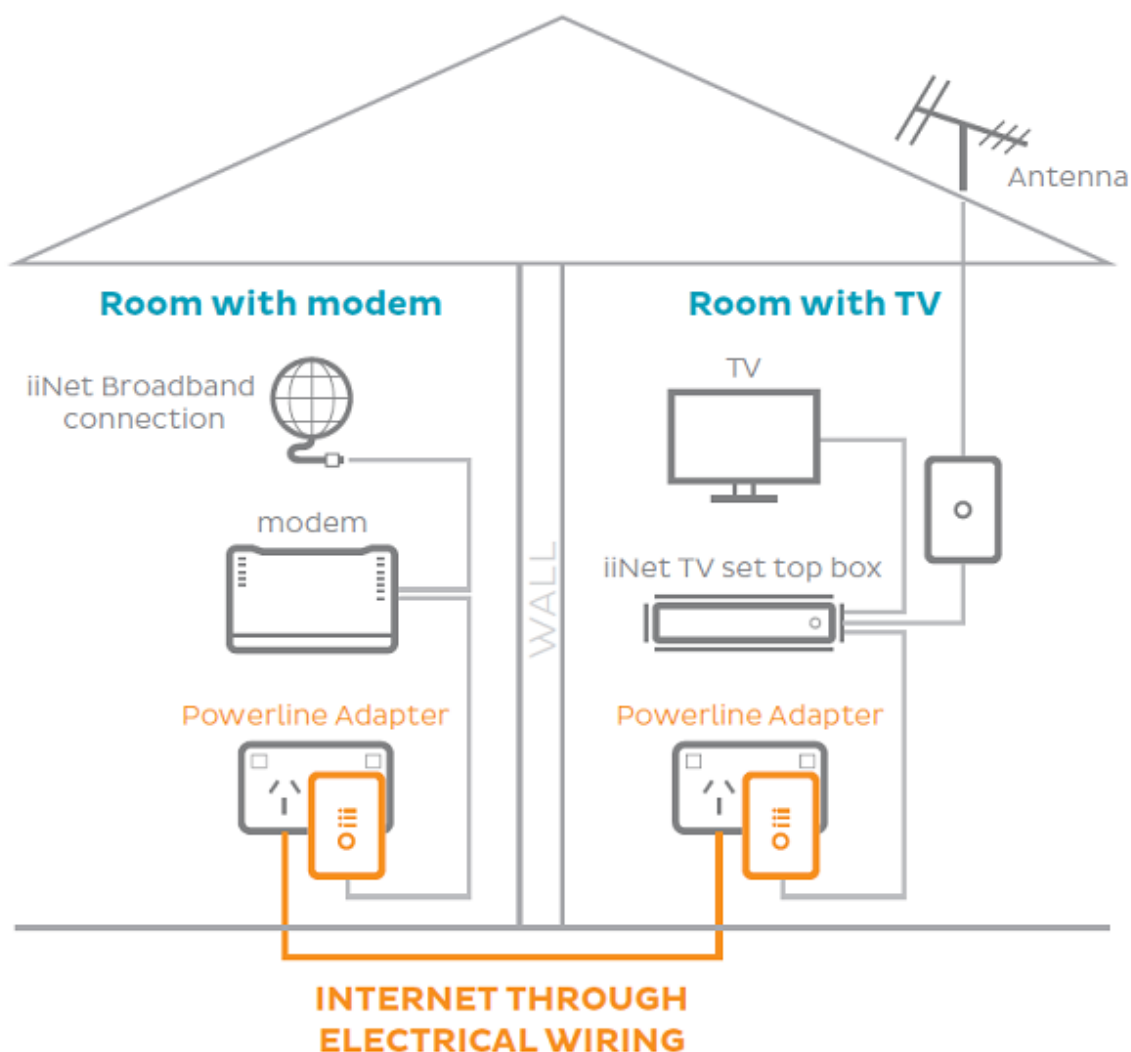 Antenna
Room with modem
Room with TV
iiNet Broadband
connection
TV
modem
iiNet TV set top box
WALL
Powerline Adapter
Powerline Adapter
INTERNET THROUGH
ELECTRICAL WIRING